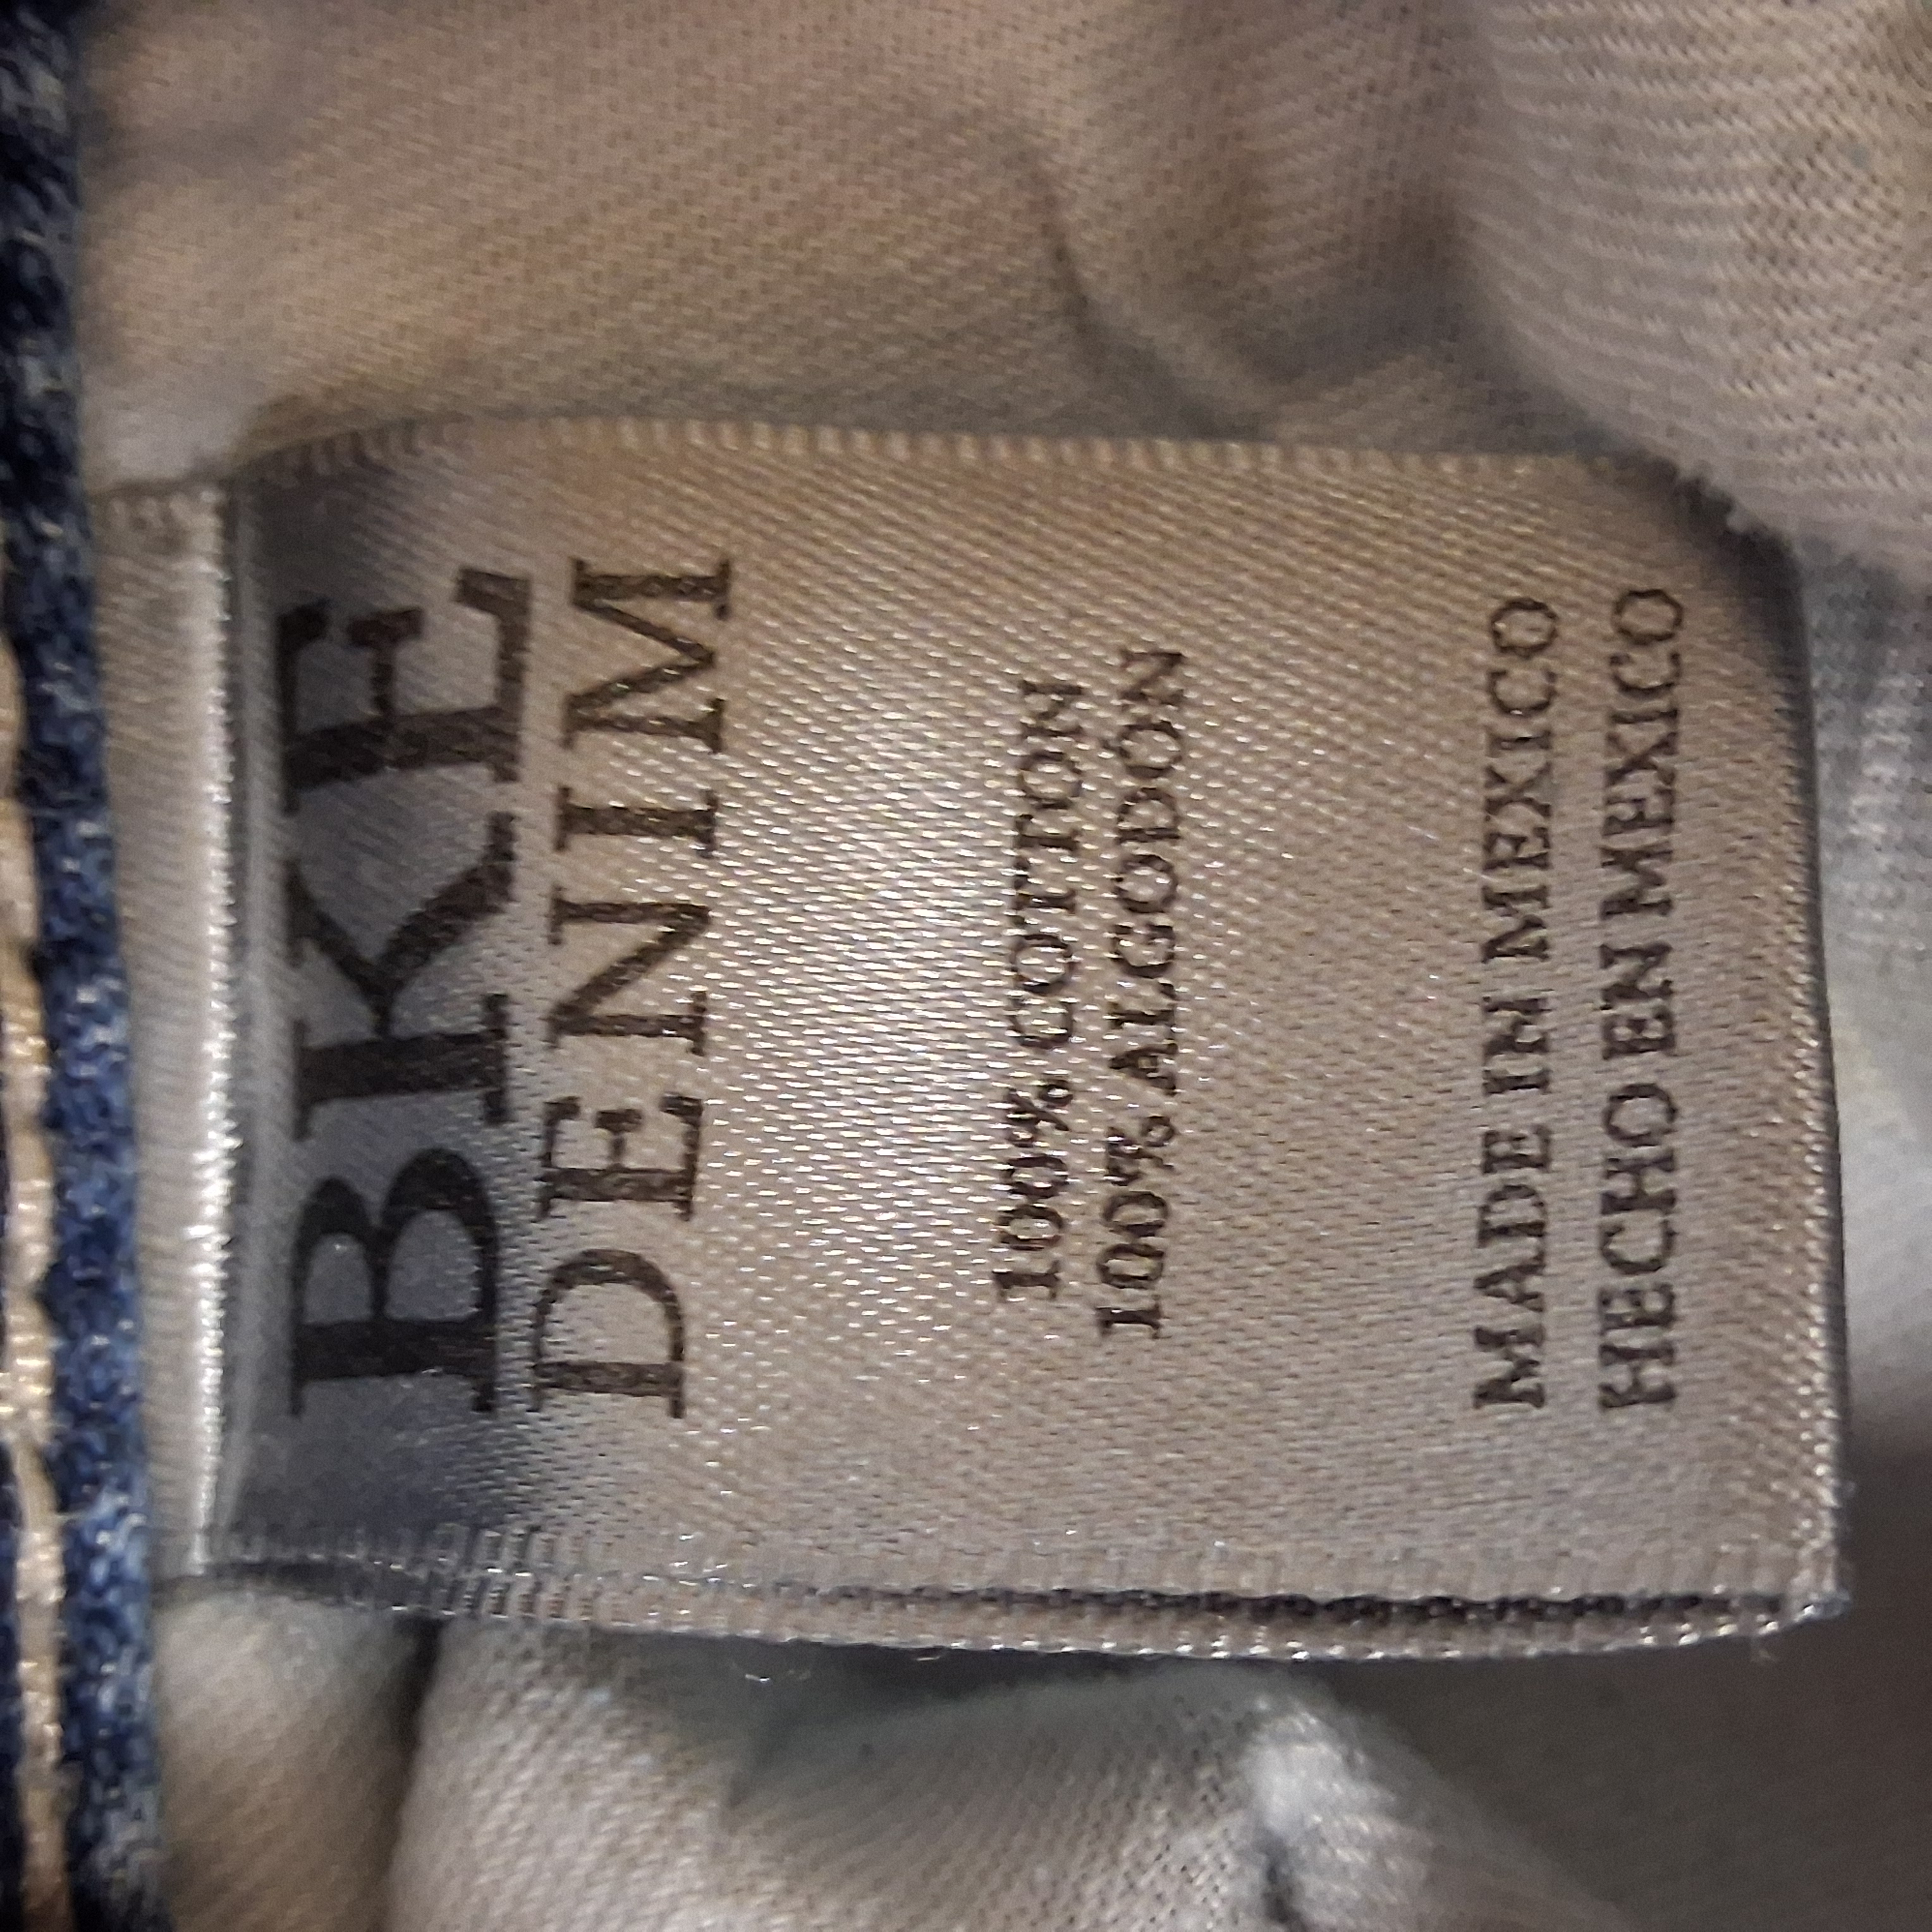 BKE
DENIM
100% COTTON
100% ALGODÓN
MADE IN MEXICO
HECHO EN MEXICO